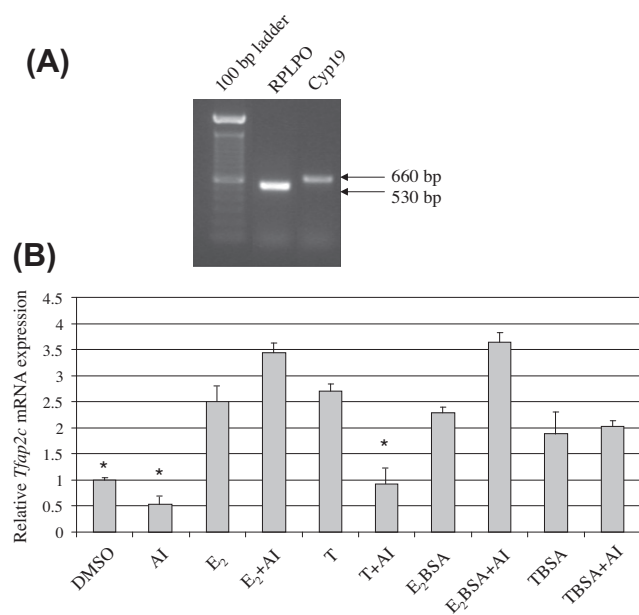 (A)
100 bp ladder
RPLPO
Cyp19
660 bp
530 bp
(B)
Relative Tfap2c mRNA expression
4.5
4
3.5
3
2.5
2
1.5
1
0.5
0
*
*
*
DMSO
AI
E₂
E₂+AI
T
T+AI
E₂BSA
E₂BSA+AI
TBSA
TBSA+AI